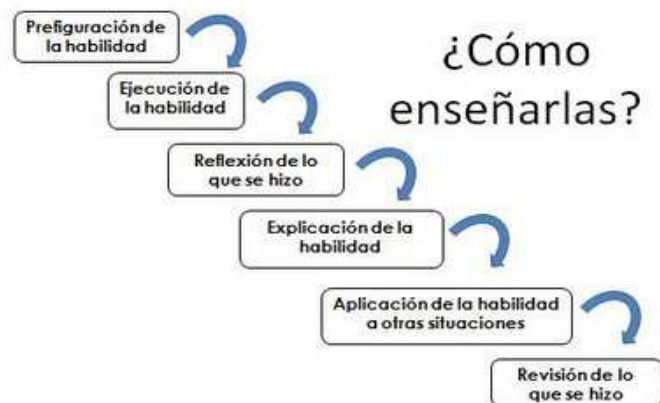 Prefiguración de
la habilidad
¿Cómo
enseñarlas?
Ejecución de
la habilidad
Reflexión de lo
que se hizo
Explicación de la
habilidad
Aplicación de la habilidad
a otras situaciones
Revisión de lo
que se hizo